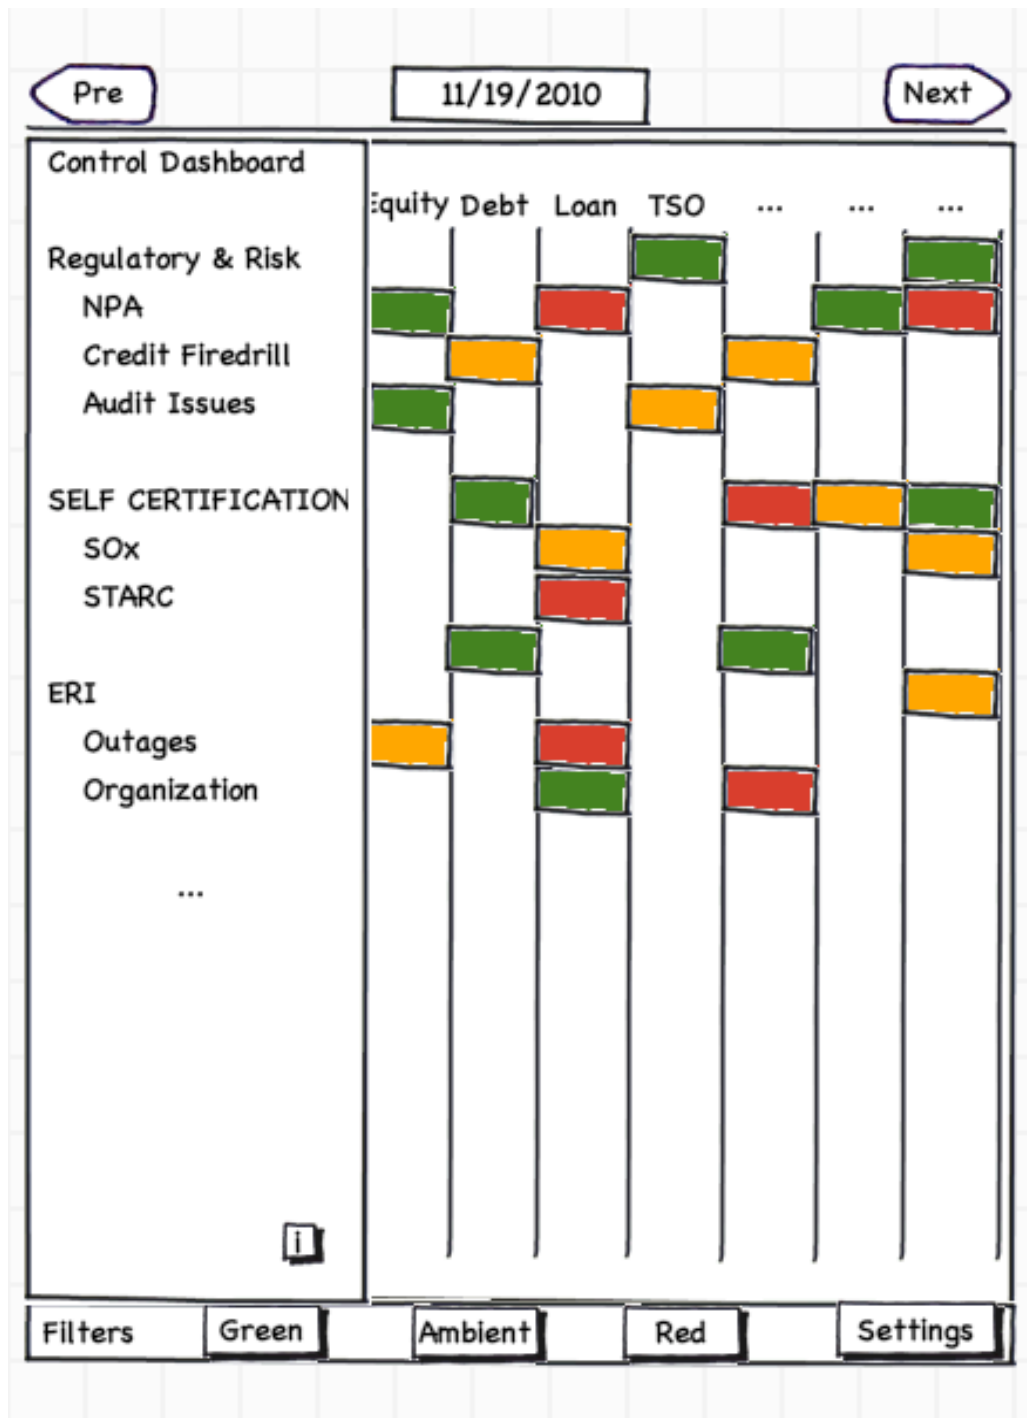 Pre 11/19/2010 Next
Control Dashboard
Equity Debt Loan TSO ... ... ...
Regulatory & Risk
NPA
Credit Firedrill
Audit Issues
SELF CERTIFICATION
SOx
STARC
ERI
Outages
Organization
...
i
Filters Green Ambient Red Settings